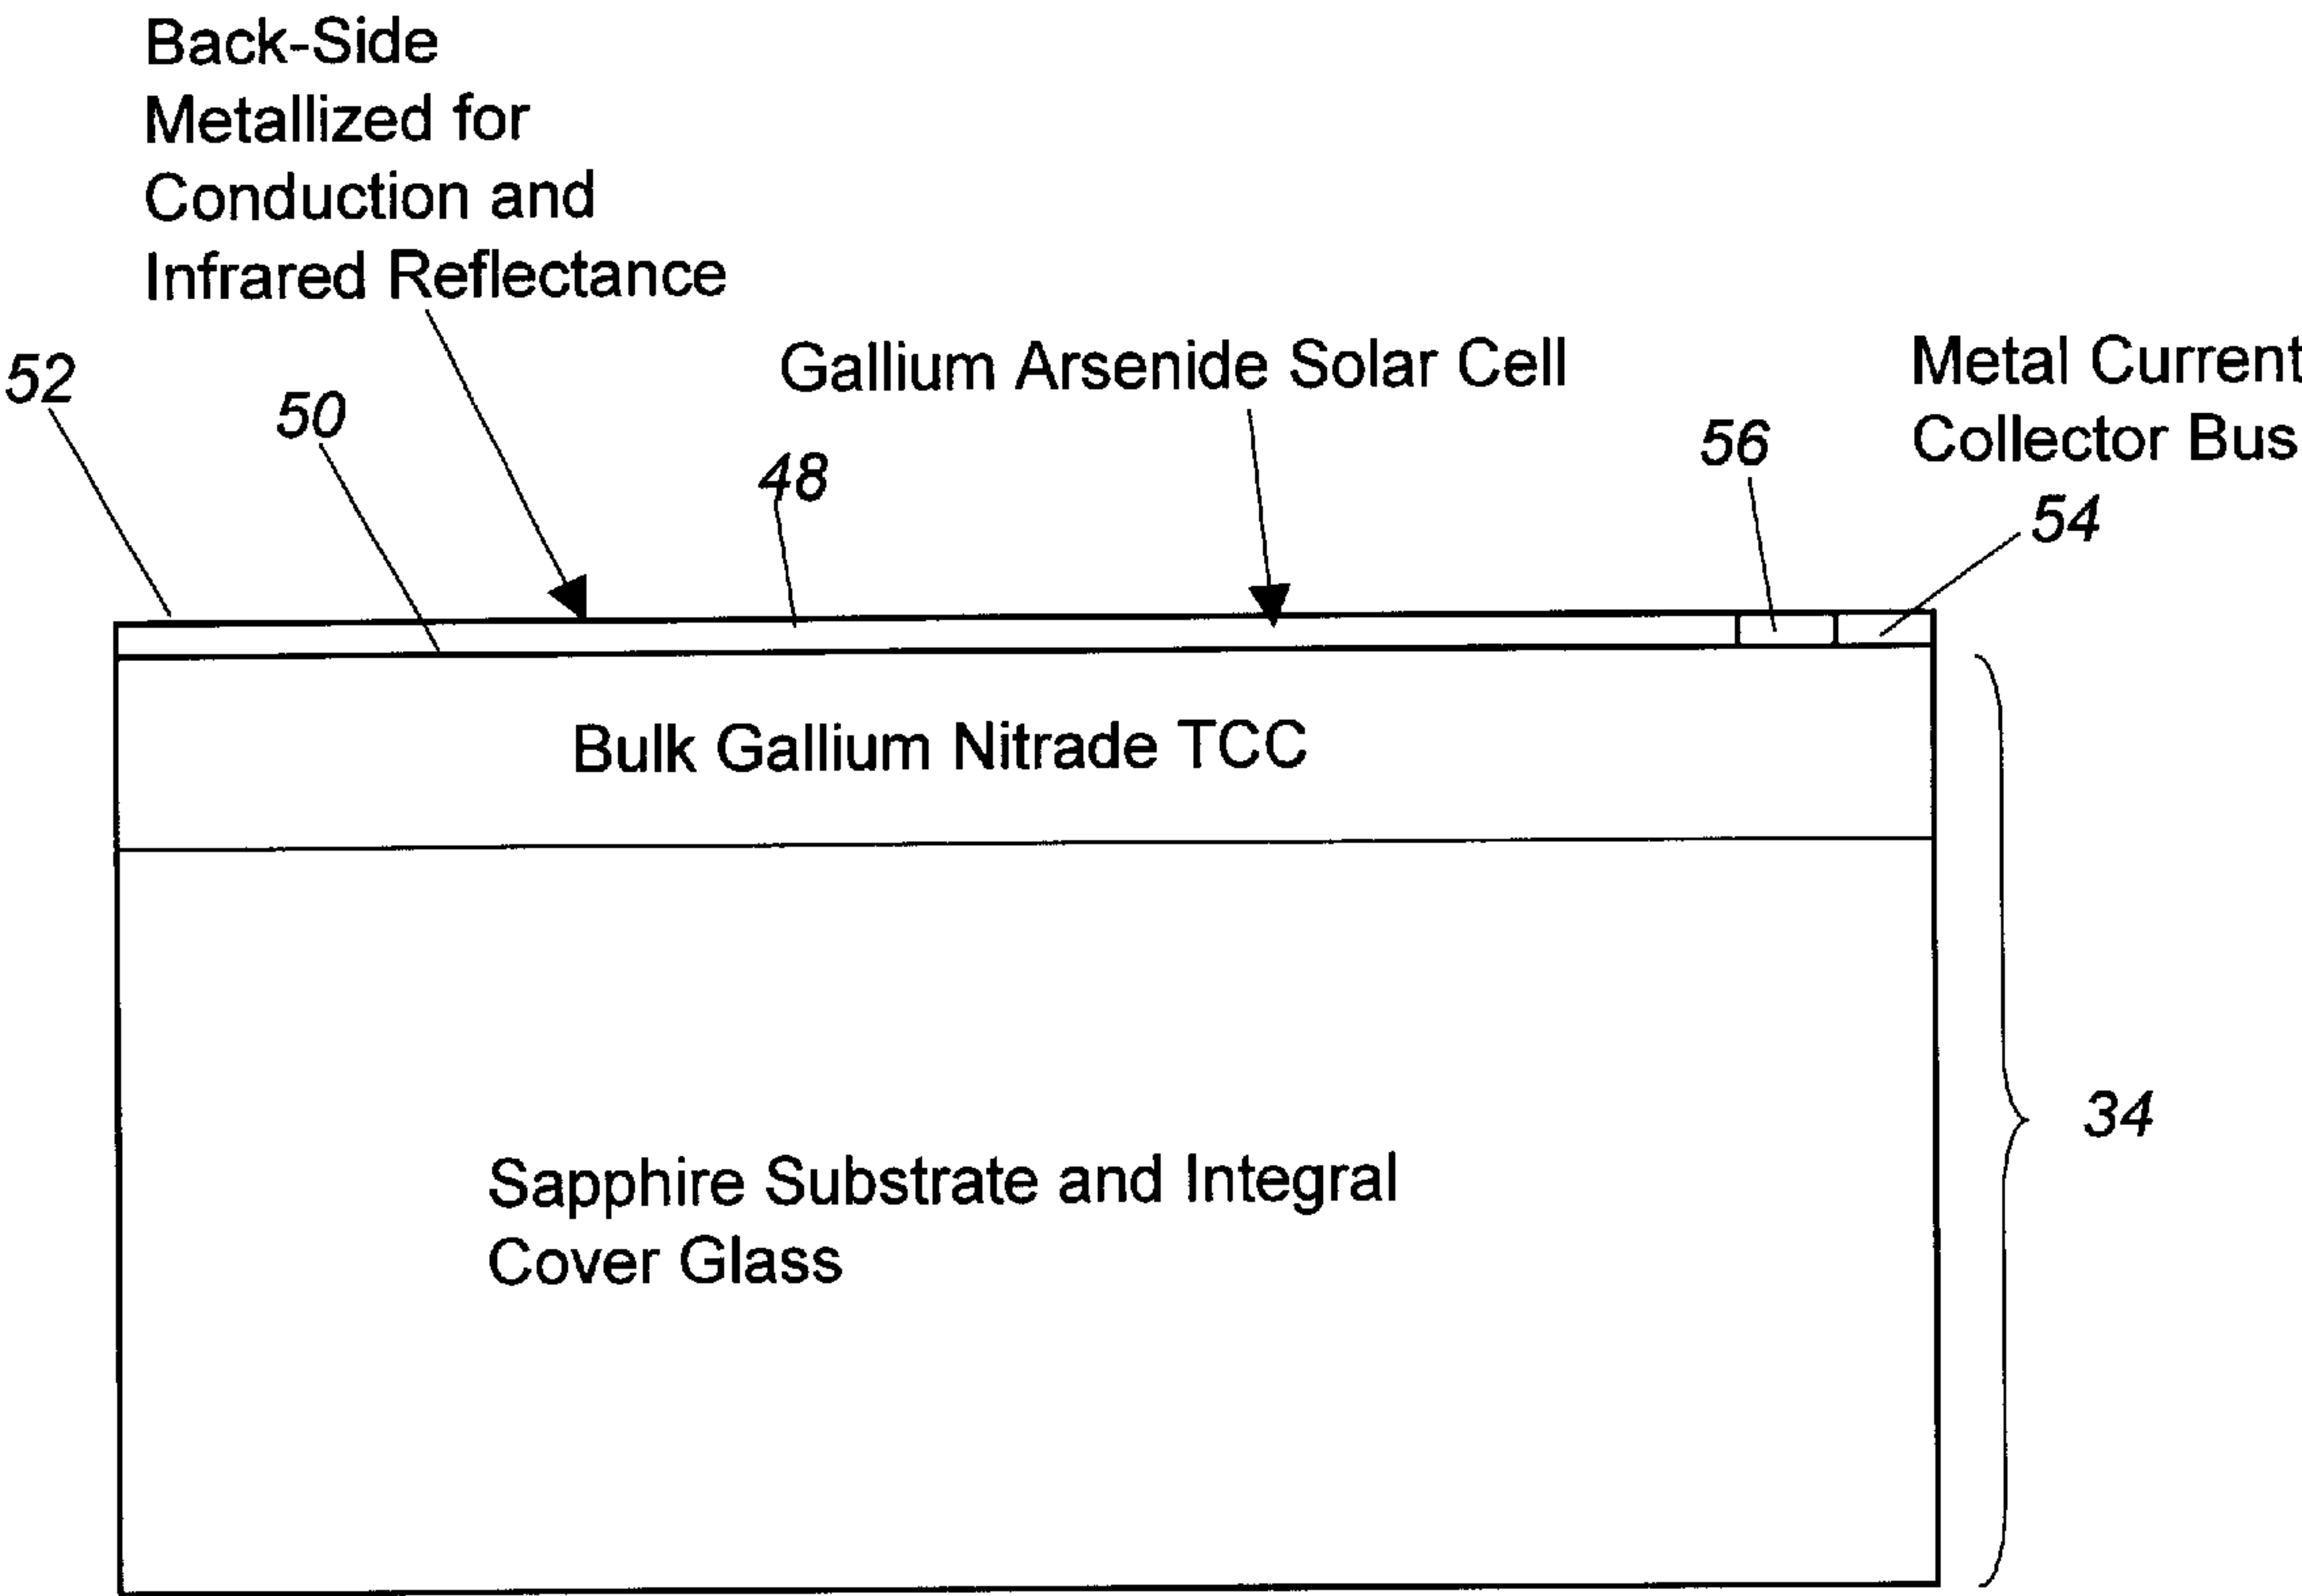 Back-Side
Metallized for
Conduction and
Infrared Reflectance
52
50
Gallium Arsenide Solar Cell
48
56
Metal Current
Collector Bus
54
Bulk Gallium Nitrade TCC
34
Sapphire Substrate and Integral
Cover Glass